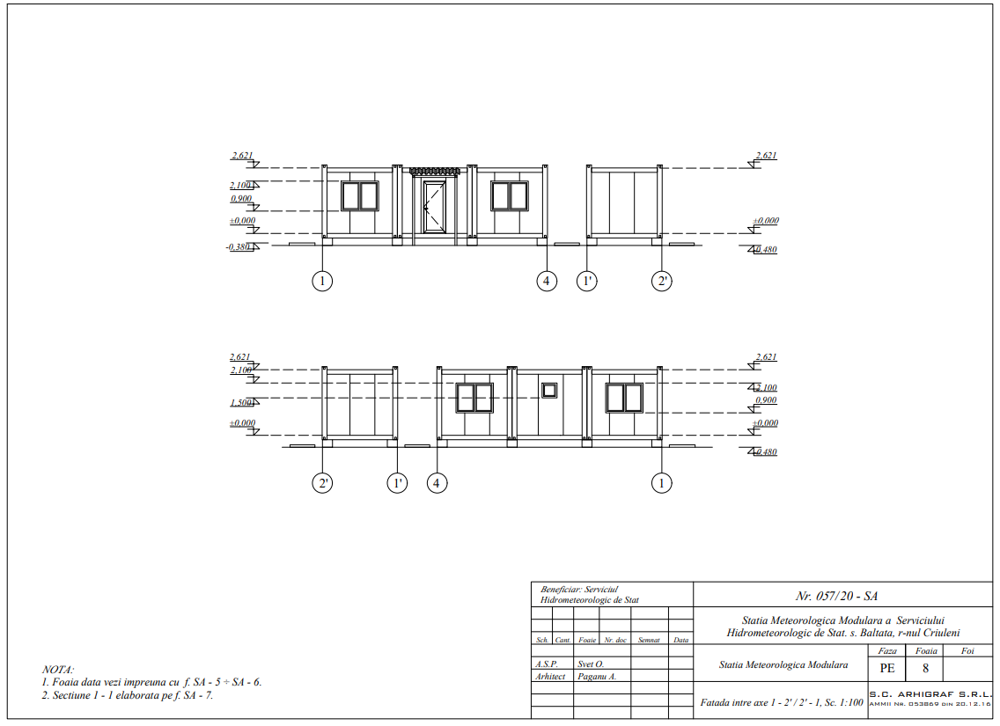 2,621
2,100
0,900
±0,000
-0,380
2,621
±0,000
-0,480
1
4
1'
2'
2,621
2,100
1,500
±0,000
2,621
2,100
0,900
±0,000
-0,480
2'
1'
4
1
Beneficiar: Serviciul
Hidrometeorologic de Stat
Nr. 057/20 - SA
Statia Meteorologica Modulara a Serviciului
Hidrometeorologic de Stat. s. Baltata, r-nul Criuleni
Sch. Cant. Foaie Nr. doc Semnat Data
Statia Meteorologica Modulara
Faza Foaia Foi
PE 8
A.S.P. Svet O.
Arhitect Paganu A.
Fatada intre axe 1 - 2' / 2' - 1, Sc. 1:100
S.C. ARHIGRAF S.R.L.
AMMII Nr. 053869 DIN 20.12.16
NOTA:
1. Foaia data vezi impreuna cu f. SA - 5 ÷ SA - 6.
2. Sectiune 1 - 1 elaborata pe f. SA - 7.